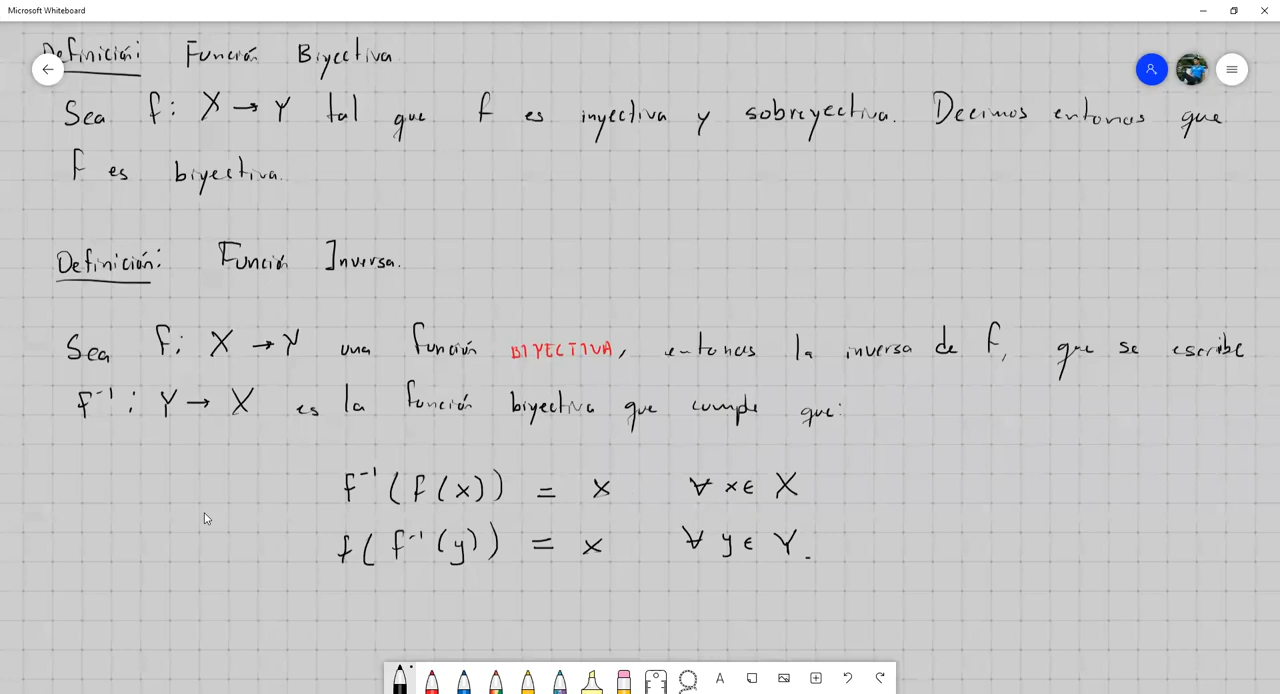 Microsoft Whiteboard
Definición: Función Biyectiva
Sea f: X → Y tal que f es inyectiva y sobreyectiva. Decimos entonces que
f es biyectiva.
Definición: Función Inversa.
Sea f: X → Y una función BIYECTIVA, entonces la inversa de f, que se escribe
f⁻¹: Y → X es la función biyectiva que cumple que:
f⁻¹(f(x)) = x ∀ x ∈ X
f(f⁻¹(y)) = x ∀ y ∈ Y.
A